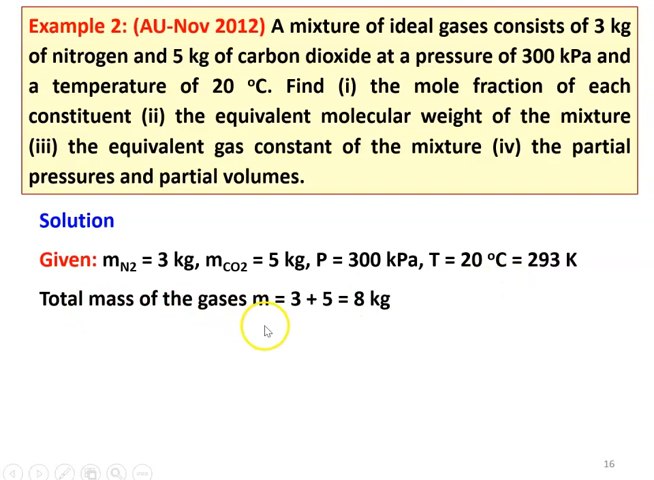 Example 2: (AU-Nov 2012) A mixture of ideal gases consists of 3 kg
of nitrogen and 5 kg of carbon dioxide at a pressure of 300 kPa and
a temperature of 20 ºC. Find (i) the mole fraction of each
constituent (ii) the equivalent molecular weight of the mixture
(iii) the equivalent gas constant of the mixture (iv) the partial
pressures and partial volumes.
Solution
Given: mN2 = 3 kg, mCO2 = 5 kg, P = 300 kPa, T = 20 ºC = 293 K
Total mass of the gases m = 3 + 5 = 8 kg
16